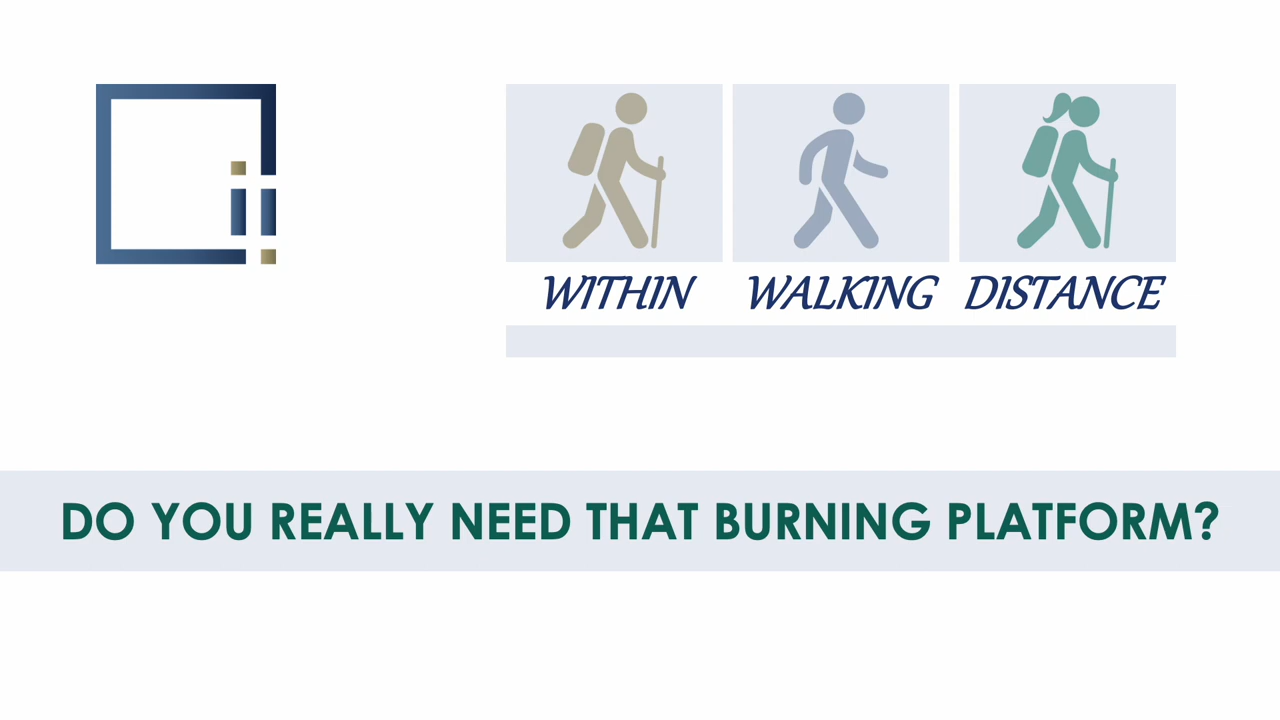 WITHIN WALKING DISTANCE
DO YOU REALLY NEED THAT BURNING PLATFORM?